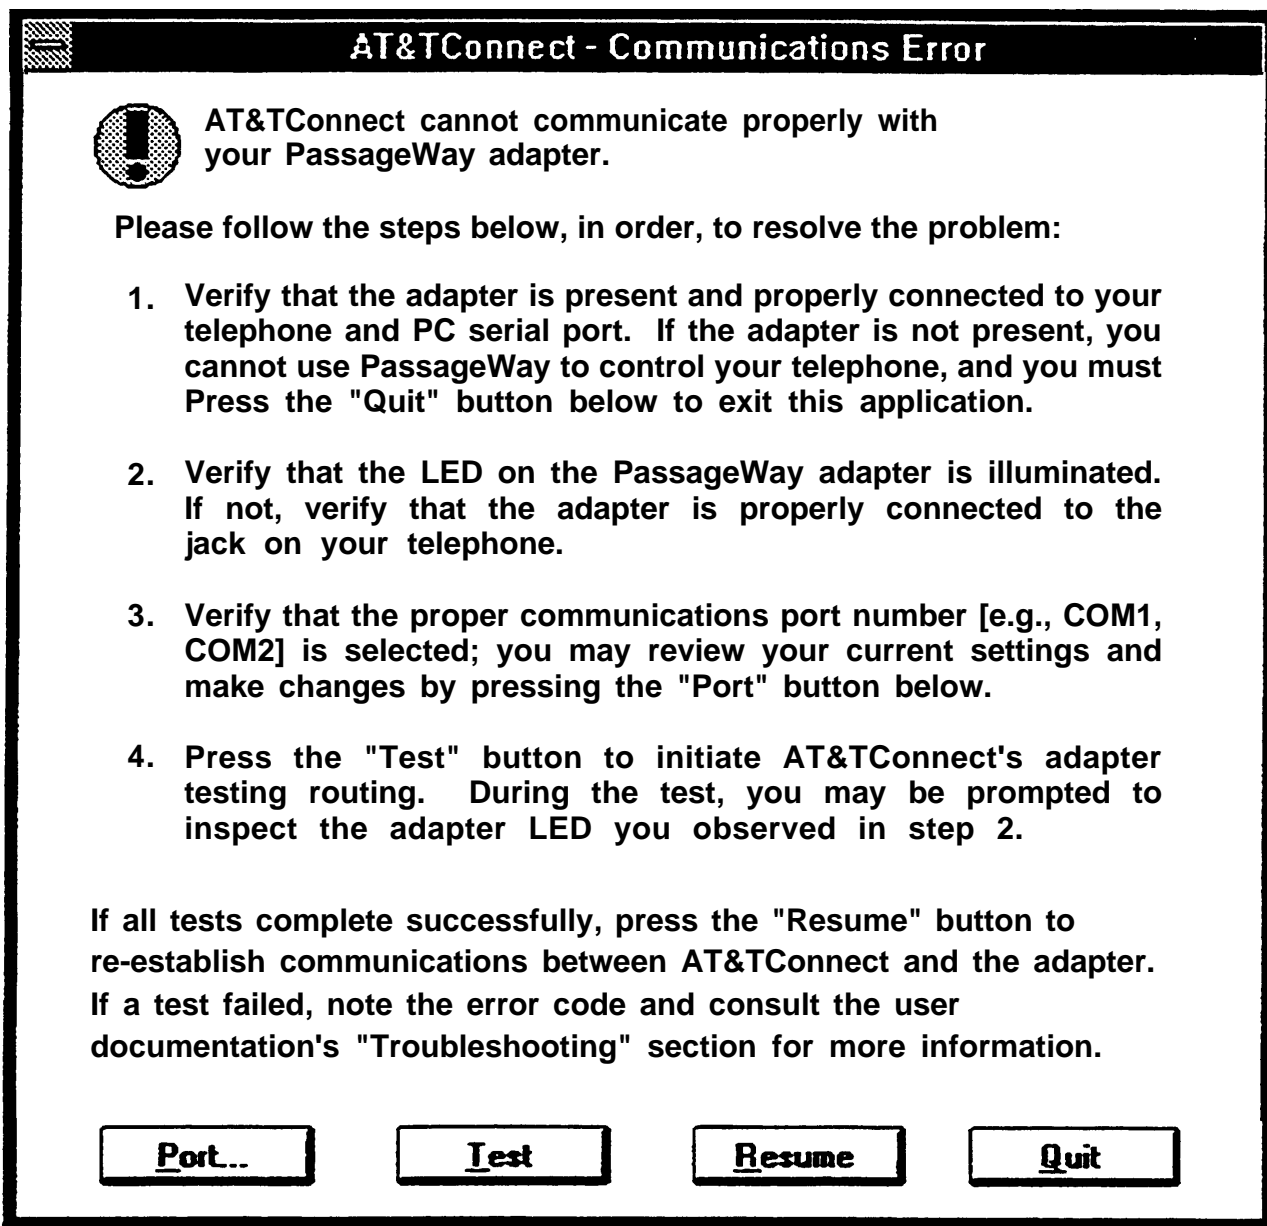 AT&TConnect - Communications Error
AT&TConnect cannot communicate properly with
your PassageWay adapter.
Please follow the steps below, in order, to resolve the problem:
1. Verify that the adapter is present and properly connected to your
telephone and PC serial port. If the adapter is not present, you
cannot use PassageWay to control your telephone, and you must
Press the "Quit" button below to exit this application.
2. Verify that the LED on the PassageWay adapter is illuminated.
If not, verify that the adapter is properly connected to the
jack on your telephone.
3. Verify that the proper communications port number [e.g., COM1,
COM2] is selected; you may review your current settings and
make changes by pressing the "Port" button below.
4. Press the "Test" button to initiate AT&TConnect's adapter
testing routing. During the test, you may be prompted to
inspect the adapter LED you observed in step 2.
If all tests complete successfully, press the "Resume" button to
re-establish communications between AT&TConnect and the adapter.
If a test failed, note the error code and consult the user
documentation's "Troubleshooting" section for more information.
Port... Test Resume Quit